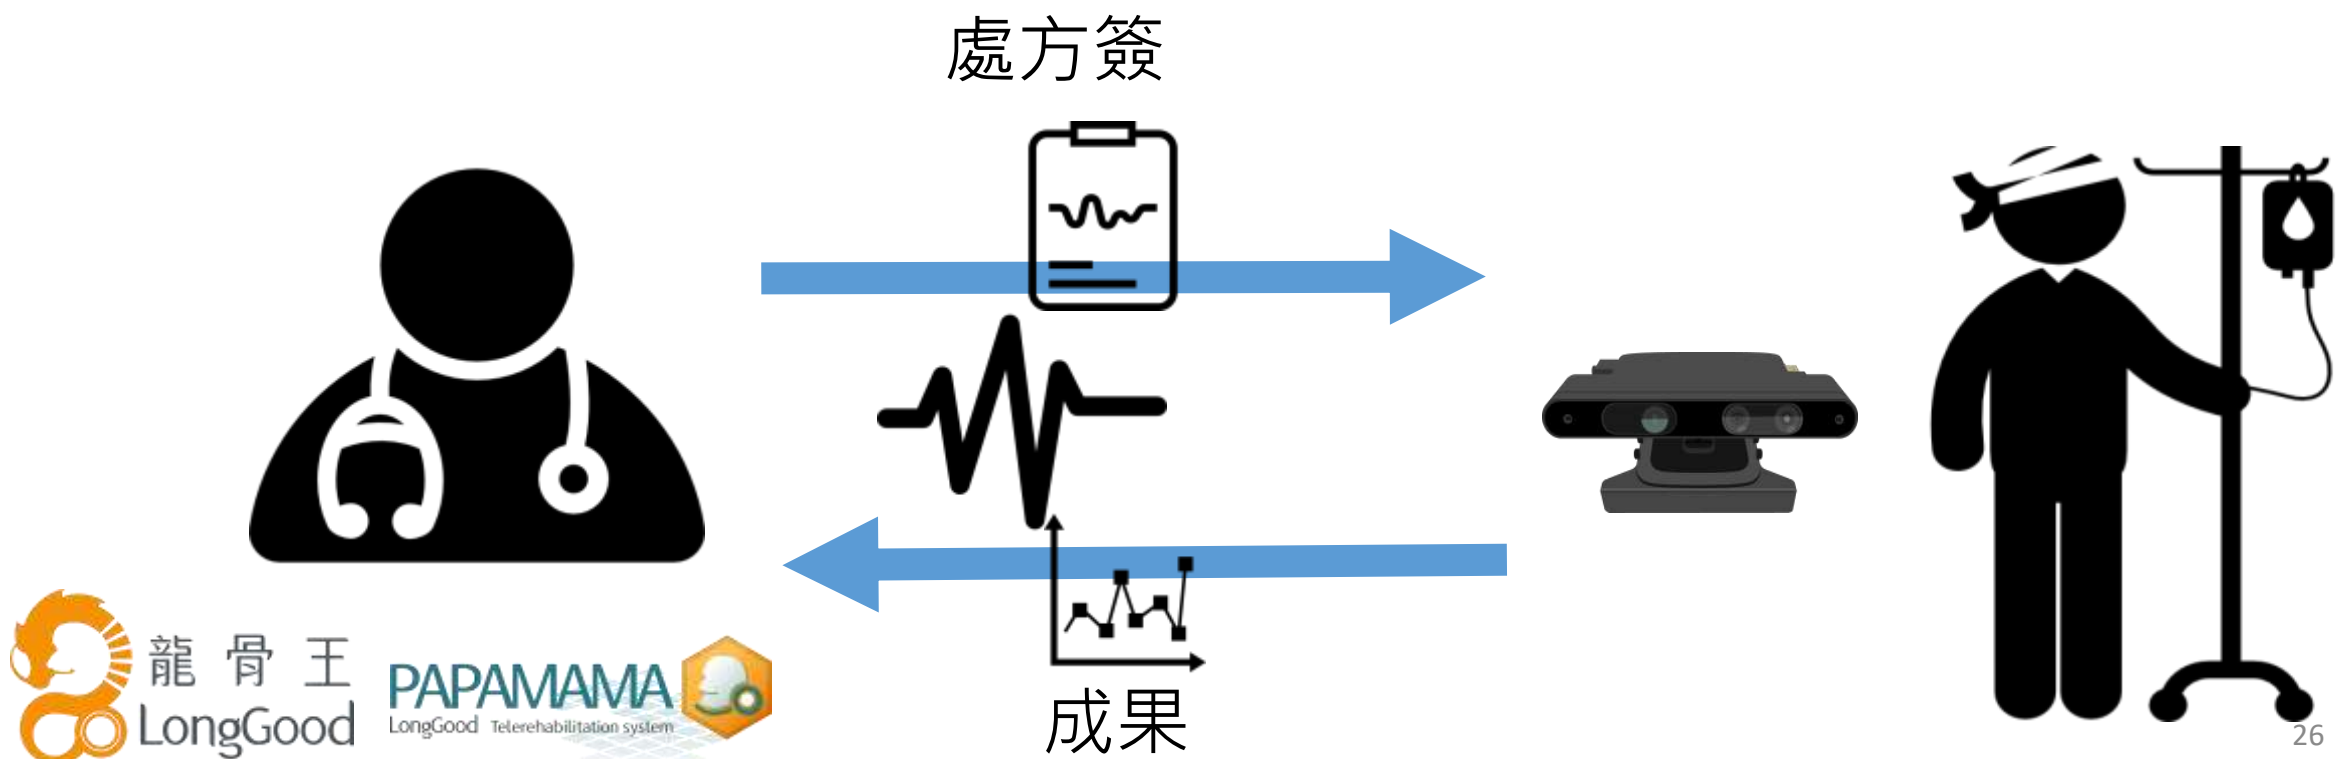 處方簽
成果
龍骨王
LongGood
PAPAMAMA
LongGood Telerehabilitation system
26